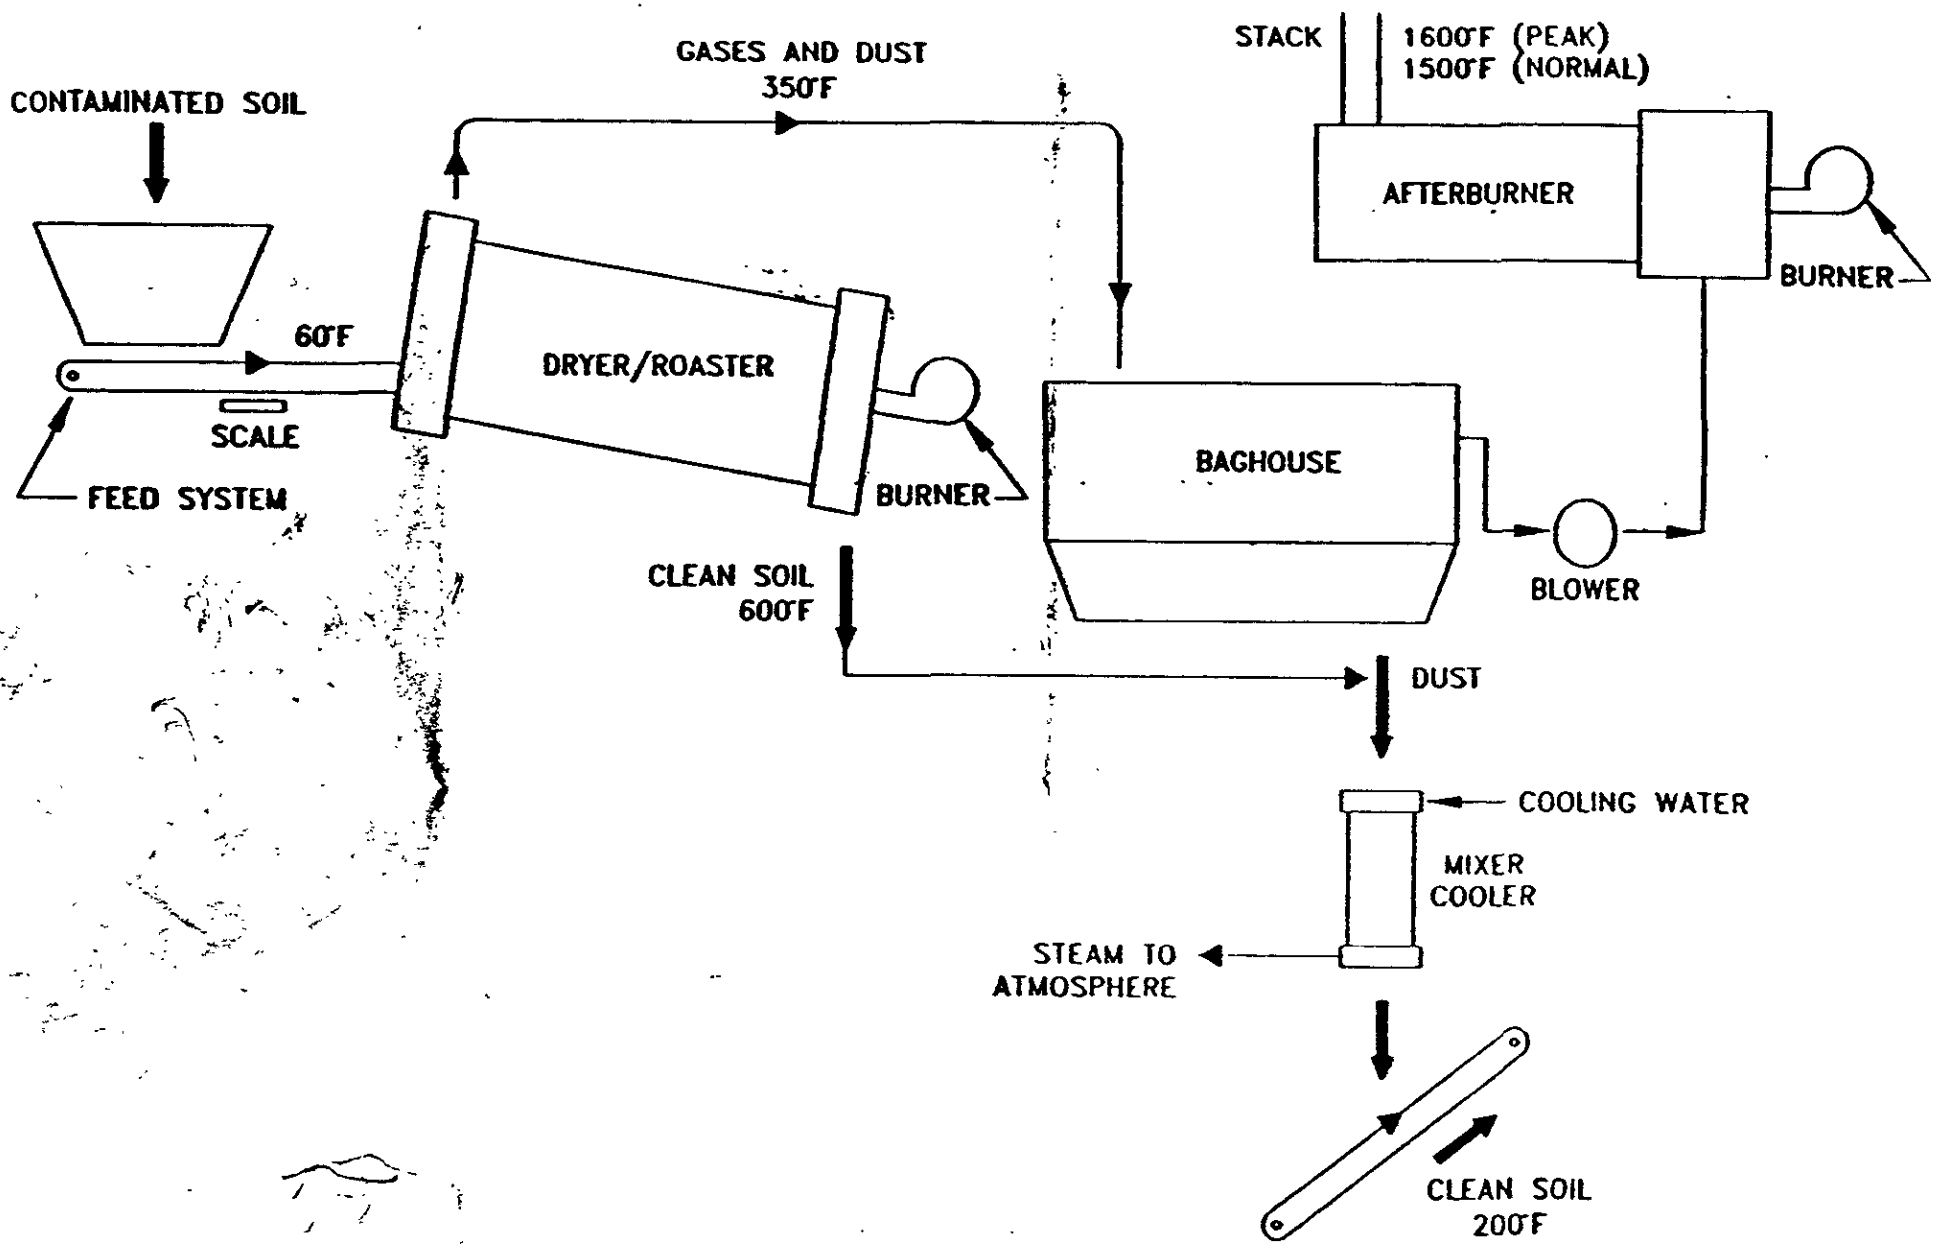 STACK
1600°F (PEAK)
1500°F (NORMAL)
GASES AND DUST
350°F
CONTAMINATED SOIL
AFTERBURNER
BURNER
60°F
DRYER/ROASTER
SCALE
FEED SYSTEM
BURNER
BAGHOUSE
BLOWER
CLEAN SOIL
600°F
DUST
COOLING WATER
MIXER
COOLER
STEAM TO
ATMOSPHERE
CLEAN SOIL
200°F